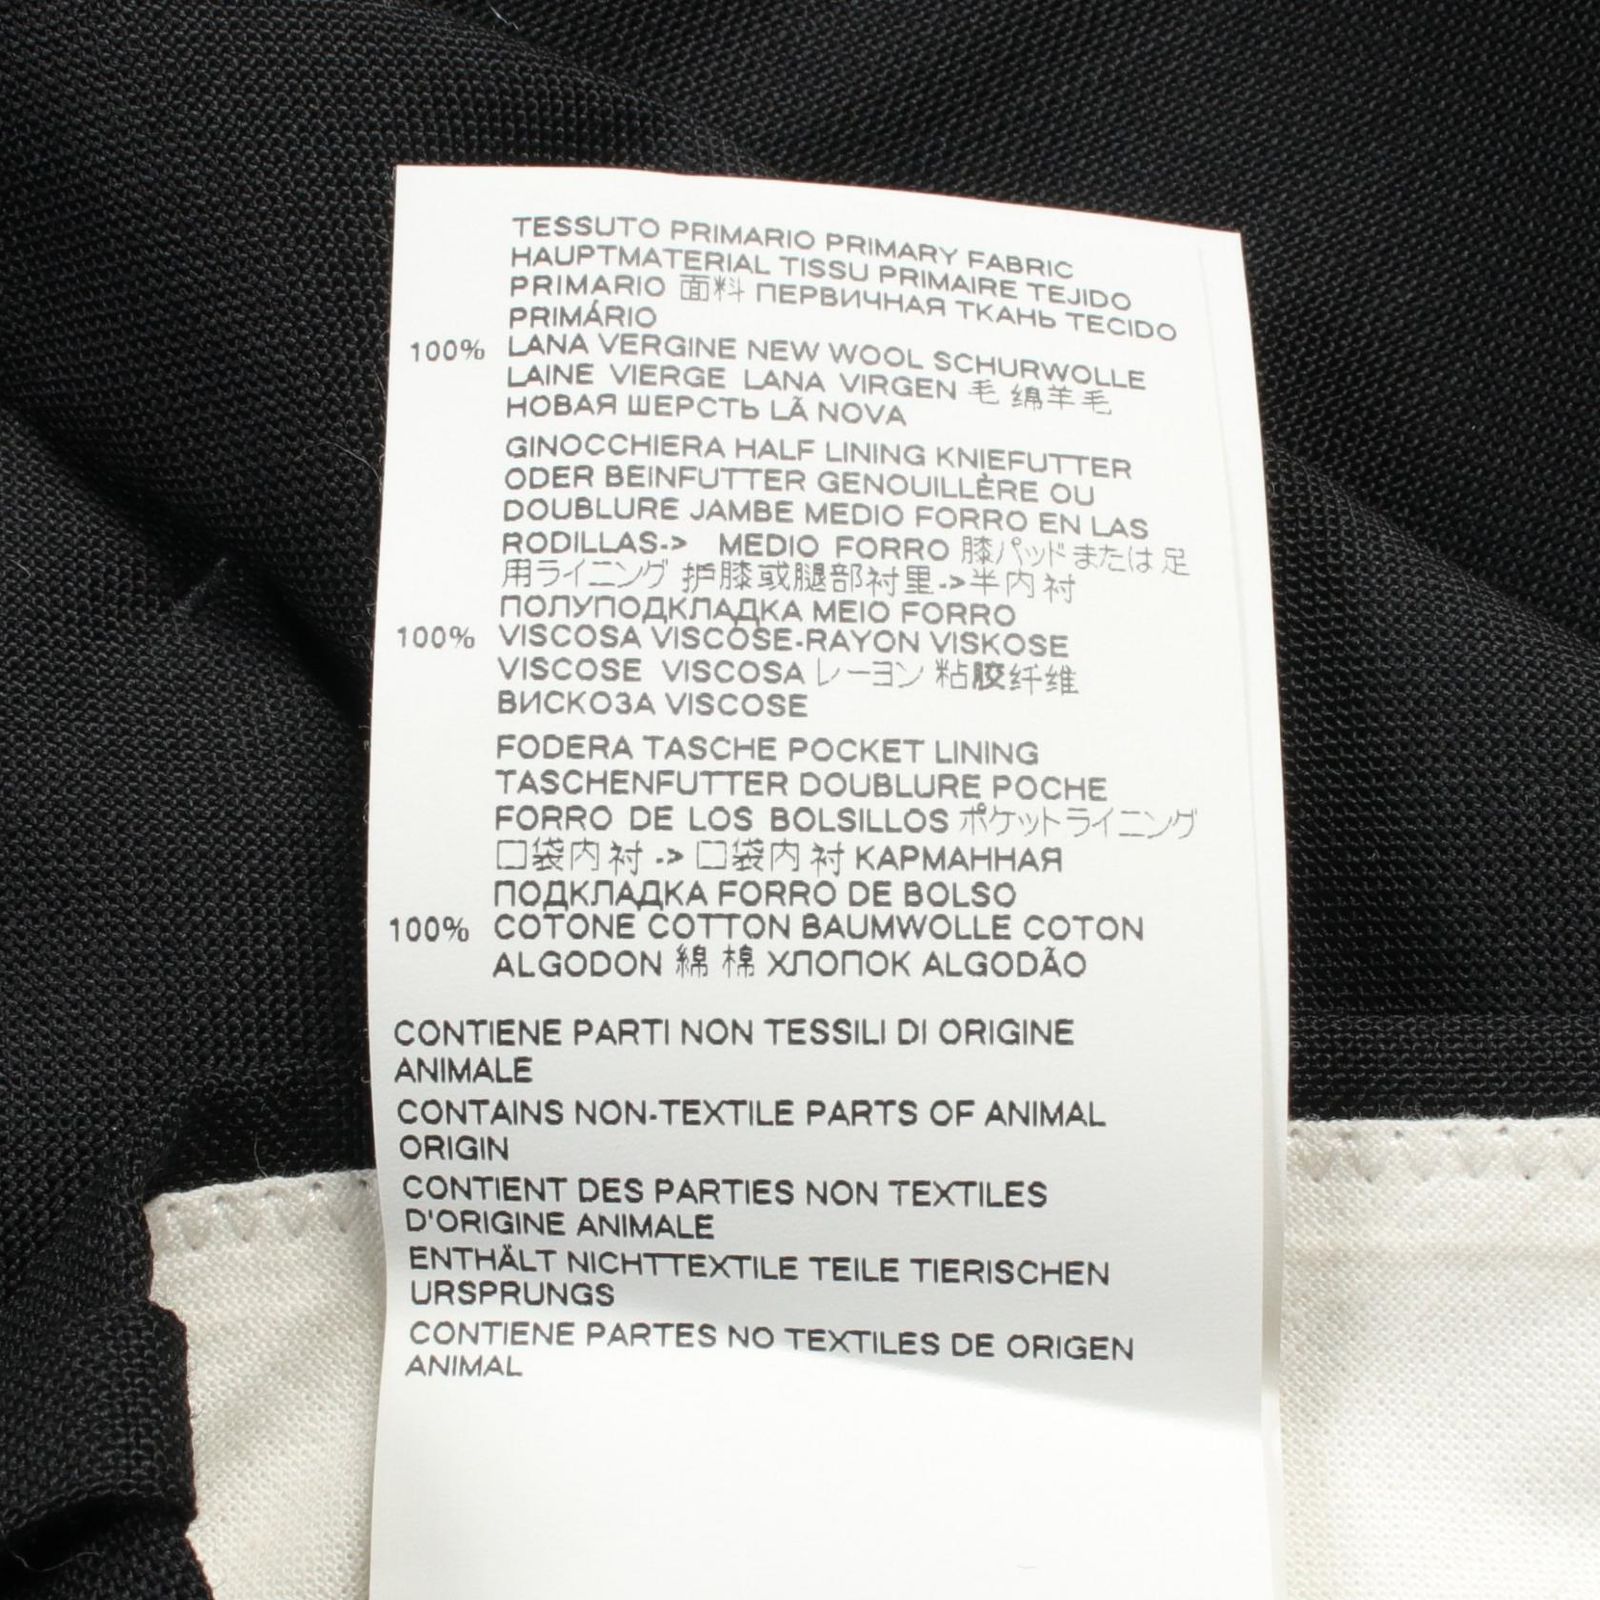 TESSUTO PRIMARIO PRIMARY FABRIC
HAUPTMATERIAL TISSU PRIMAIRE TEJIDO
PRIMARIO 面料 ПЕРВИЧНАЯ ТКАНЬ TECIDO
PRIMÁRIO
100% LANA VERGINE NEW WOOL SCHURWOLLE
LAINE VIERGE LANA VIRGEN 毛 绵羊毛
НОВАЯ ШЕРСТЬ LÃ NOVA
GINOCCHIERA HALF LINING KNIEFUTTER
ODER BEINFUTTER GENOUILLÈRE OU
DOUBLURE JAMBE MEDIO FORRO EN LAS
RODILLAS-> MEDIO FORRO 膝パッドまたは足
用ライニング 护膝或腿部衬里->半内衬
ПОЛУПОДКЛАДКА MEIO FORRO
100% VISCOSA VISCOSE-RAYON VISKOSE
VISCOSE VISCOSA レーヨン 粘胶纤维
ВИСКОЗА VISCOSE
FODERA TASCHE POCKET LINING
TASCHENFUTTER DOUBLURE POCHE
FORRO DE LOS BOLSILLOS ポケットライニング
口袋内衬 -> 口袋内衬 КАРМАННАЯ
ПОДКЛАДКА FORRO DE BOLSO
100% COTONE COTTON BAUMWOLLE COTON
ALGODON 綿 棉 ХЛОПОК ALGODÃO
CONTIENE PARTI NON TESSILI DI ORIGINE
ANIMALE
CONTAINS NON-TEXTILE PARTS OF ANIMAL
ORIGIN
CONTIENT DES PARTIES NON TEXTILES
D'ORIGINE ANIMALE
ENTHÄLT NICHTTEXTILE TEILE TIERISCHEN
URSPRUNGS
CONTIENE PARTES NO TEXTILES DE ORIGEN
ANIMAL